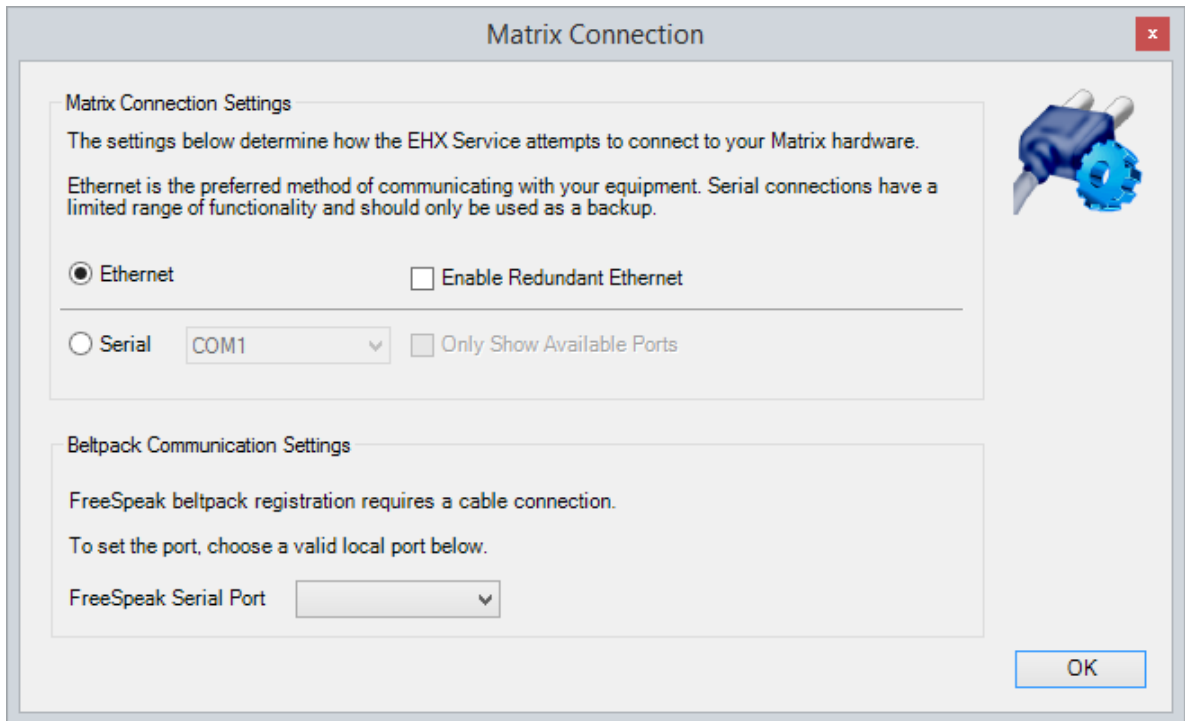 Matrix Connection
x
Matrix Connection Settings
The settings below determine how the EHX Service attempts to connect to your Matrix hardware.
Ethernet is the preferred method of communicating with your equipment. Serial connections have a
limited range of functionality and should only be used as a backup.
Ethernet Enable Redundant Ethernet
Serial COM1 Only Show Available Ports
Beltpack Communication Settings
FreeSpeak beltpack registration requires a cable connection.
To set the port, choose a valid local port below.
FreeSpeak Serial Port
OK